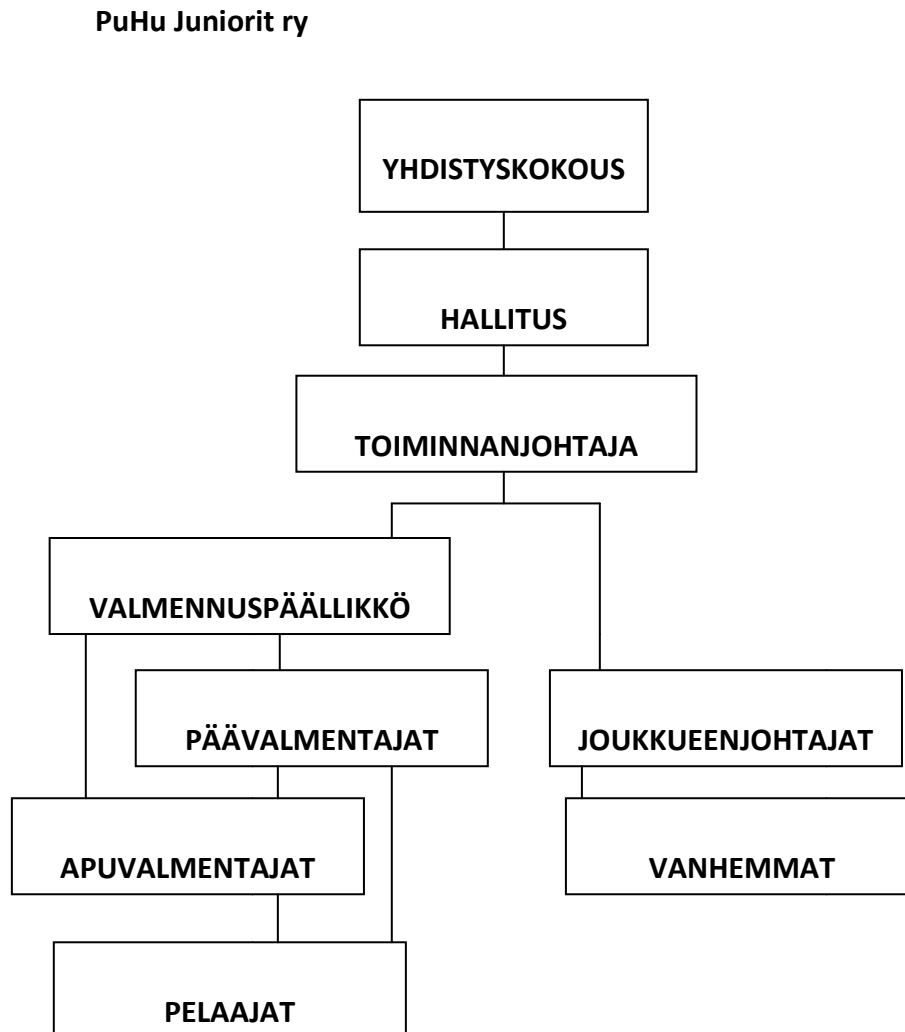 PuHu Juniorit ry
YHDISTYSKOKOUS
HALLITUS
TOIMINNANJOHTAJA
VALMENNUSPÄÄLLIKKÖ
PÄÄVALMENTAJAT
JOUKKUEENJOHTAJAT
APUVALMENTAJAT
VANHEMMAT
PELAAJAT